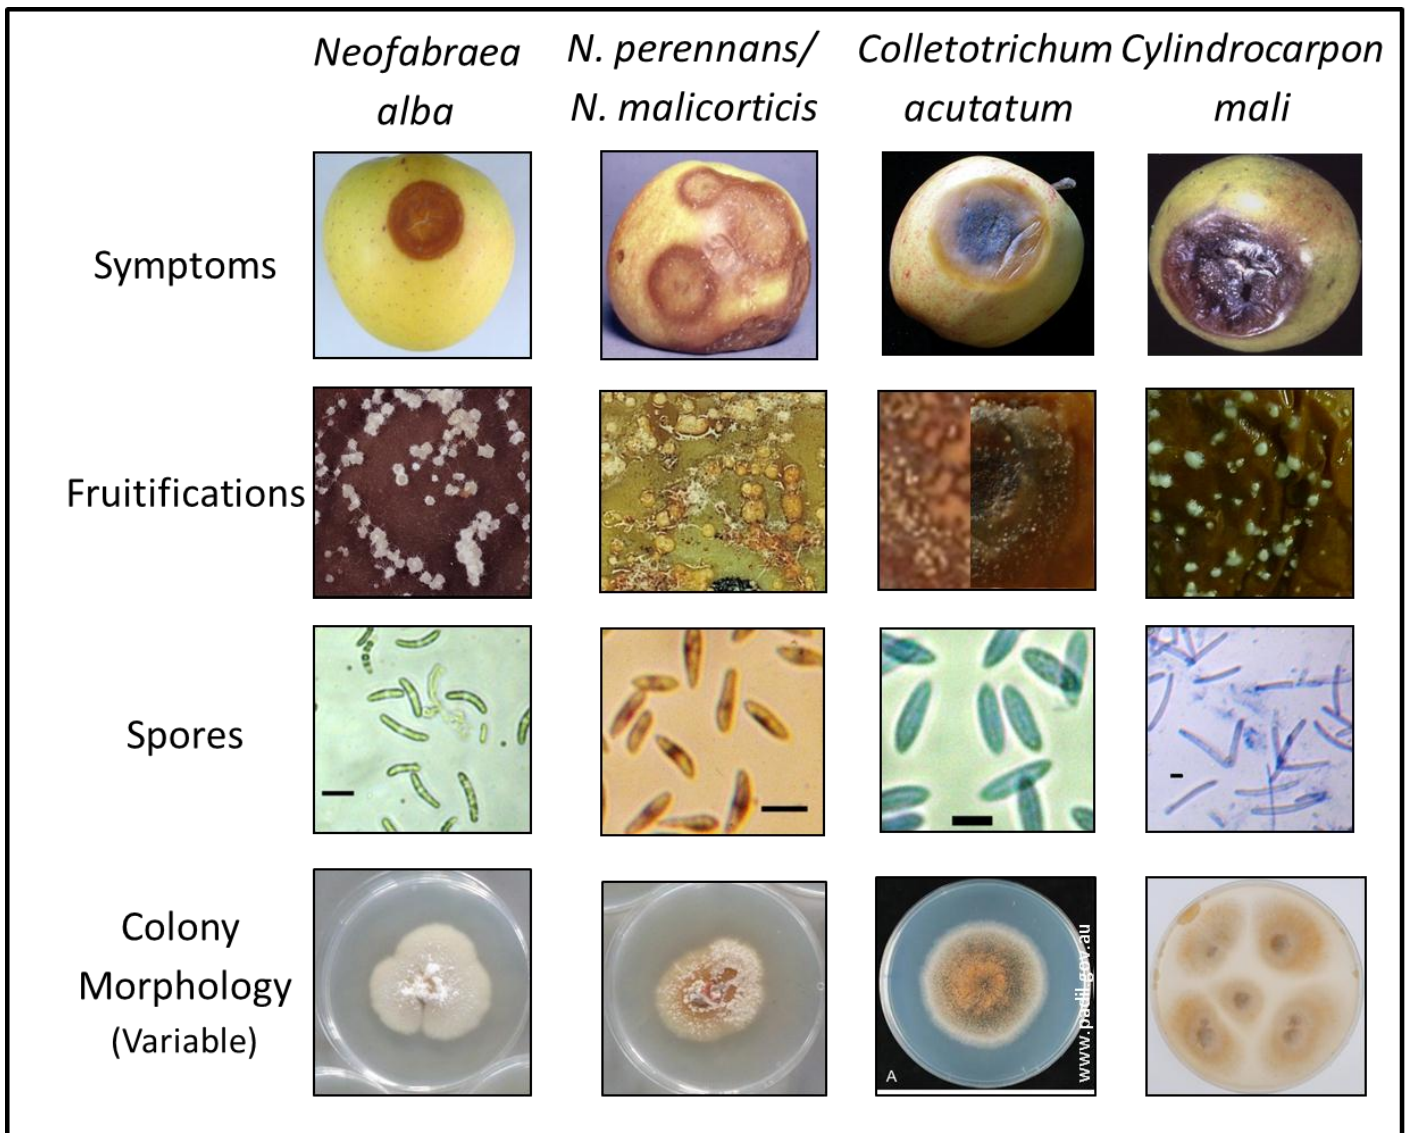 Neofabraea alba
N. perennans/ N. malicorticis
Colletotrichum acutatum
Cylindrocarpon mali
Symptoms
Fruitifications
Spores
Colony
Morphology
(Variable)
A
www.padil.gov.au